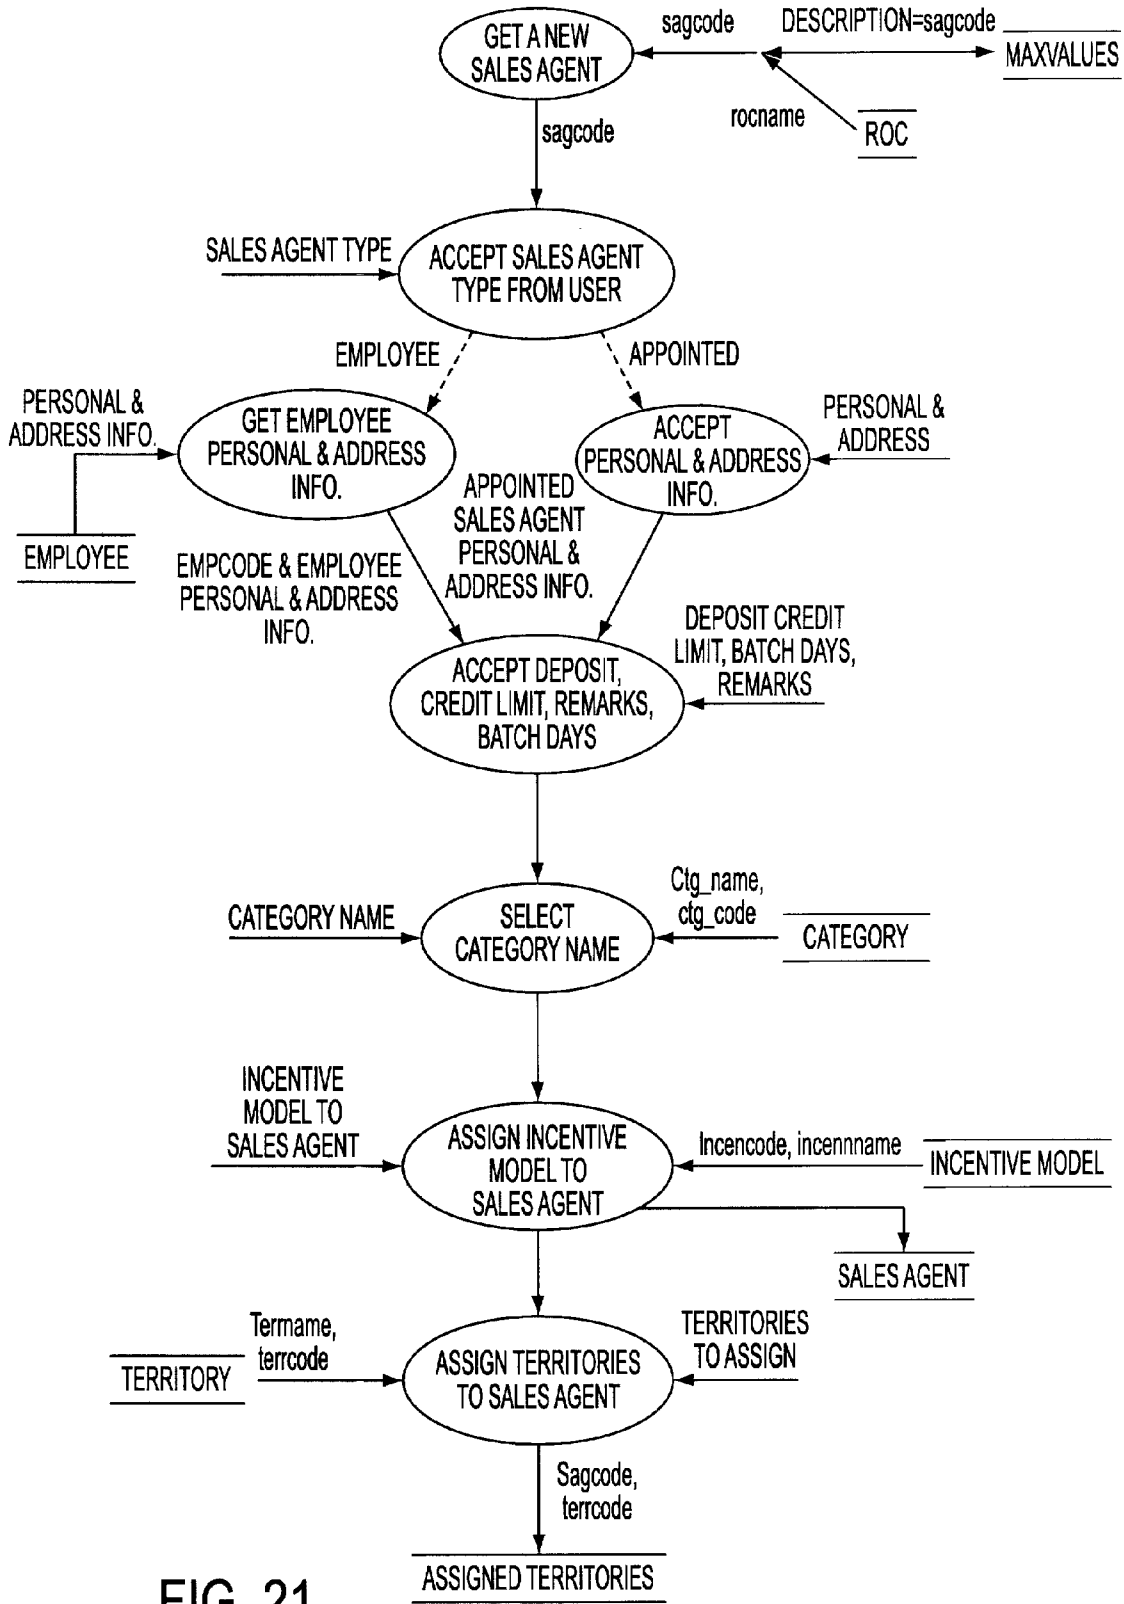 GET A NEW
SALES AGENT
sagcode
DESCRIPTION=sagcode
MAXVALUES
rocname
ROC
sagcode
SALES AGENT TYPE
ACCEPT SALES AGENT
TYPE FROM USER
EMPLOYEE
APPOINTED
PERSONAL &
ADDRESS INFO.
GET EMPLOYEE
PERSONAL & ADDRESS
INFO.
ACCEPT
PERSONAL & ADDRESS
INFO.
PERSONAL &
ADDRESS
EMPLOYEE
EMPCODE & EMPLOYEE
PERSONAL & ADDRESS
INFO.
APPOINTED
SALES AGENT
PERSONAL &
ADDRESS INFO.
DEPOSIT CREDIT
LIMIT, BATCH DAYS,
REMARKS
ACCEPT DEPOSIT,
CREDIT LIMIT, REMARKS,
BATCH DAYS
CATEGORY NAME
SELECT
CATEGORY NAME
Ctg_name,
ctg_code
CATEGORY
INCENTIVE
MODEL TO
SALES AGENT
ASSIGN INCENTIVE
MODEL TO
SALES AGENT
Incencode, incennname
INCENTIVE MODEL
SALES AGENT
Terrname,
terrcode
TERRITORY
ASSIGN TERRITORIES
TO SALES AGENT
TERRITORIES
TO ASSIGN
Sagcode,
terrcode
ASSIGNED TERRITORIES
FIG. 21